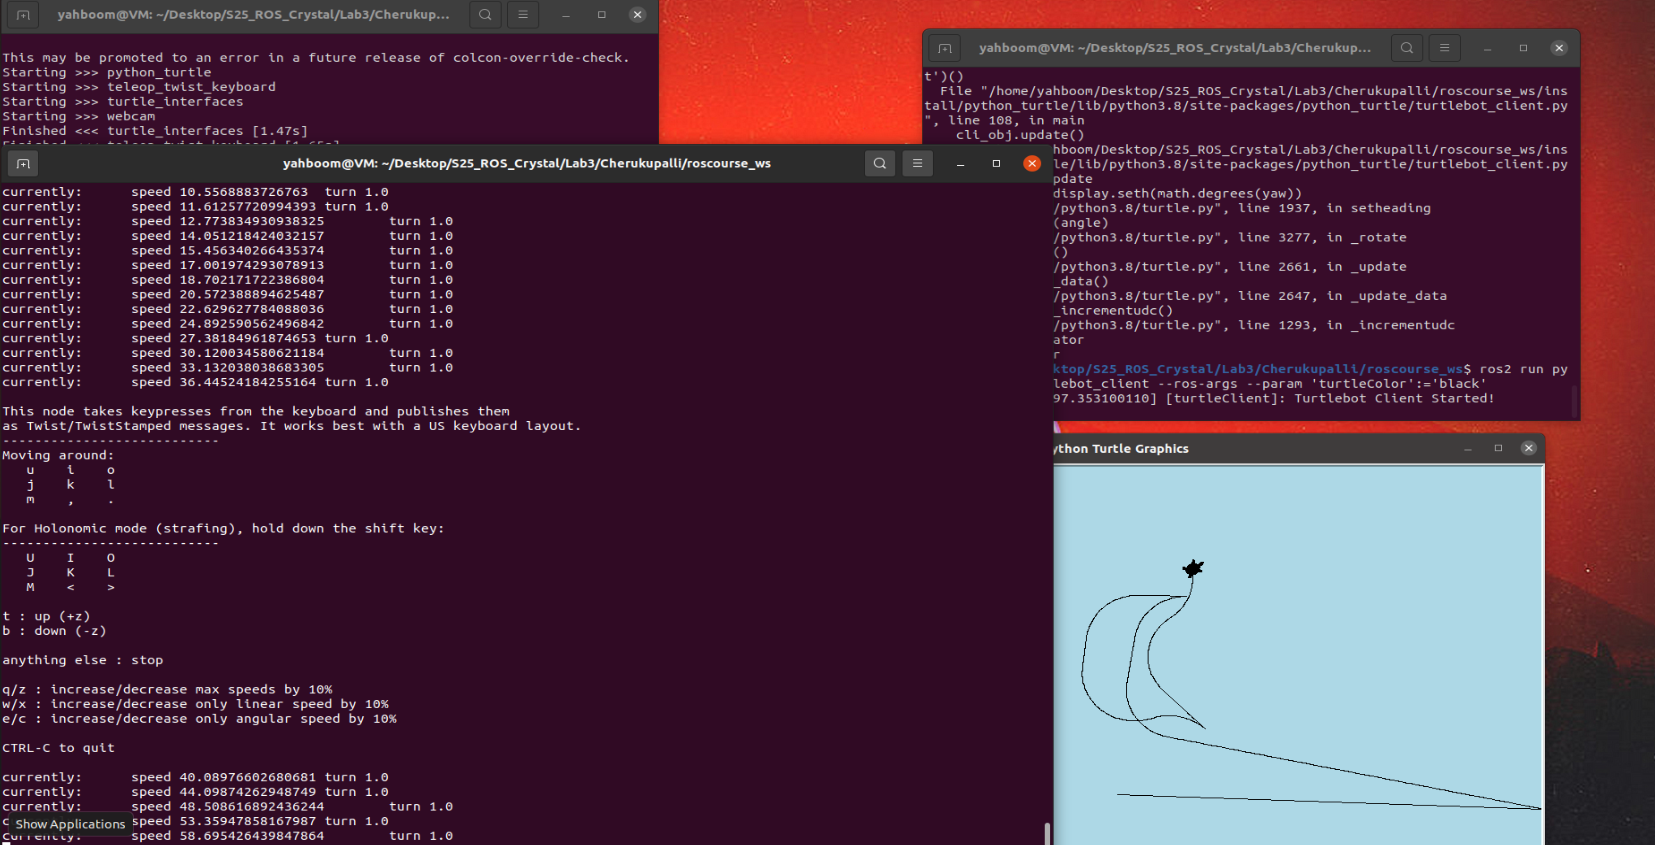 yahboom@VM: ~/Desktop/S25_ROS_Crystal/Lab3/Cherukup...
This may be promoted to an error in a future release of colcon-override-check.
Starting >>> python_turtle
Starting >>> teleop_twist_keyboard
Starting >>> turtle_interfaces
Starting >>> webcam
Finished <<< turtle_interfaces [1.47s]
yahboom@VM: ~/Desktop/S25_ROS_Crystal/Lab3/Cherukupalli/roscourse_ws
currently: speed 10.5568883726763 turn 1.0
currently: speed 11.61257720994393 turn 1.0
currently: speed 12.773834930938325 turn 1.0
currently: speed 14.051218424032157 turn 1.0
currently: speed 15.456340266435374 turn 1.0
currently: speed 17.001974293078913 turn 1.0
currently: speed 18.702171722386804 turn 1.0
currently: speed 20.572388894625487 turn 1.0
currently: speed 22.629627784088036 turn 1.0
currently: speed 24.892590562496842 turn 1.0
currently: speed 27.38184961874653 turn 1.0
currently: speed 30.120034580621184 turn 1.0
currently: speed 33.132038038683305 turn 1.0
currently: speed 36.44524184255164 turn 1.0
This node takes keypresses from the keyboard and publishes them
as Twist/TwistStamped messages. It works best with a US keyboard layout.
---------------------------
Moving around:
u i o
j k l
m , .
For Holonomic mode (strafing), hold down the shift key:
---------------------------
U I O
J K L
M < >
t : up (+z)
b : down (-z)
anything else : stop
q/z : increase/decrease max speeds by 10%
w/x : increase/decrease only linear speed by 10%
e/c : increase/decrease only angular speed by 10%
CTRL-C to quit
currently: speed 40.08976602680681 turn 1.0
currently: speed 44.09874262948749 turn 1.0
currently: speed 48.508616892436244 turn 1.0
c speed 53.35947858167987 turn 1.0
Show Applications
currently: speed 58.695426439847864 turn 1.0
yahboom@VM: ~/Desktop/S25_ROS_Crystal/Lab3/Cherukup...
t')()
File "/home/yahboom/Desktop/S25_ROS_Crystal/Lab3/Cherukupalli/roscourse_ws/ins
tall/python_turtle/lib/python3.8/site-packages/python_turtle/turtlebot_client.py
", line 108, in main
cli_obj.update()
hboom/Desktop/S25_ROS_Crystal/Lab3/Cherukupalli/roscourse_ws/ins
le/lib/python3.8/site-packages/python_turtle/turtlebot_client.py
pdate
display.seth(math.degrees(yaw))
/python3.8/turtle.py", line 1937, in setheading
(angle)
/python3.8/turtle.py", line 3277, in _rotate
()
/python3.8/turtle.py", line 2661, in _update
_data()
/python3.8/turtle.py", line 2647, in _update_data
_incrementudc()
/python3.8/turtle.py", line 1293, in _incrementudc
ator
r
ktop/S25_ROS_Crystal/Lab3/Cherukupalli/roscourse_ws$ ros2 run py
lebot_client --ros-args --param 'turtleColor':='black'
97.353100110] [turtleClient]: Turtlebot Client Started!
ython Turtle Graphics